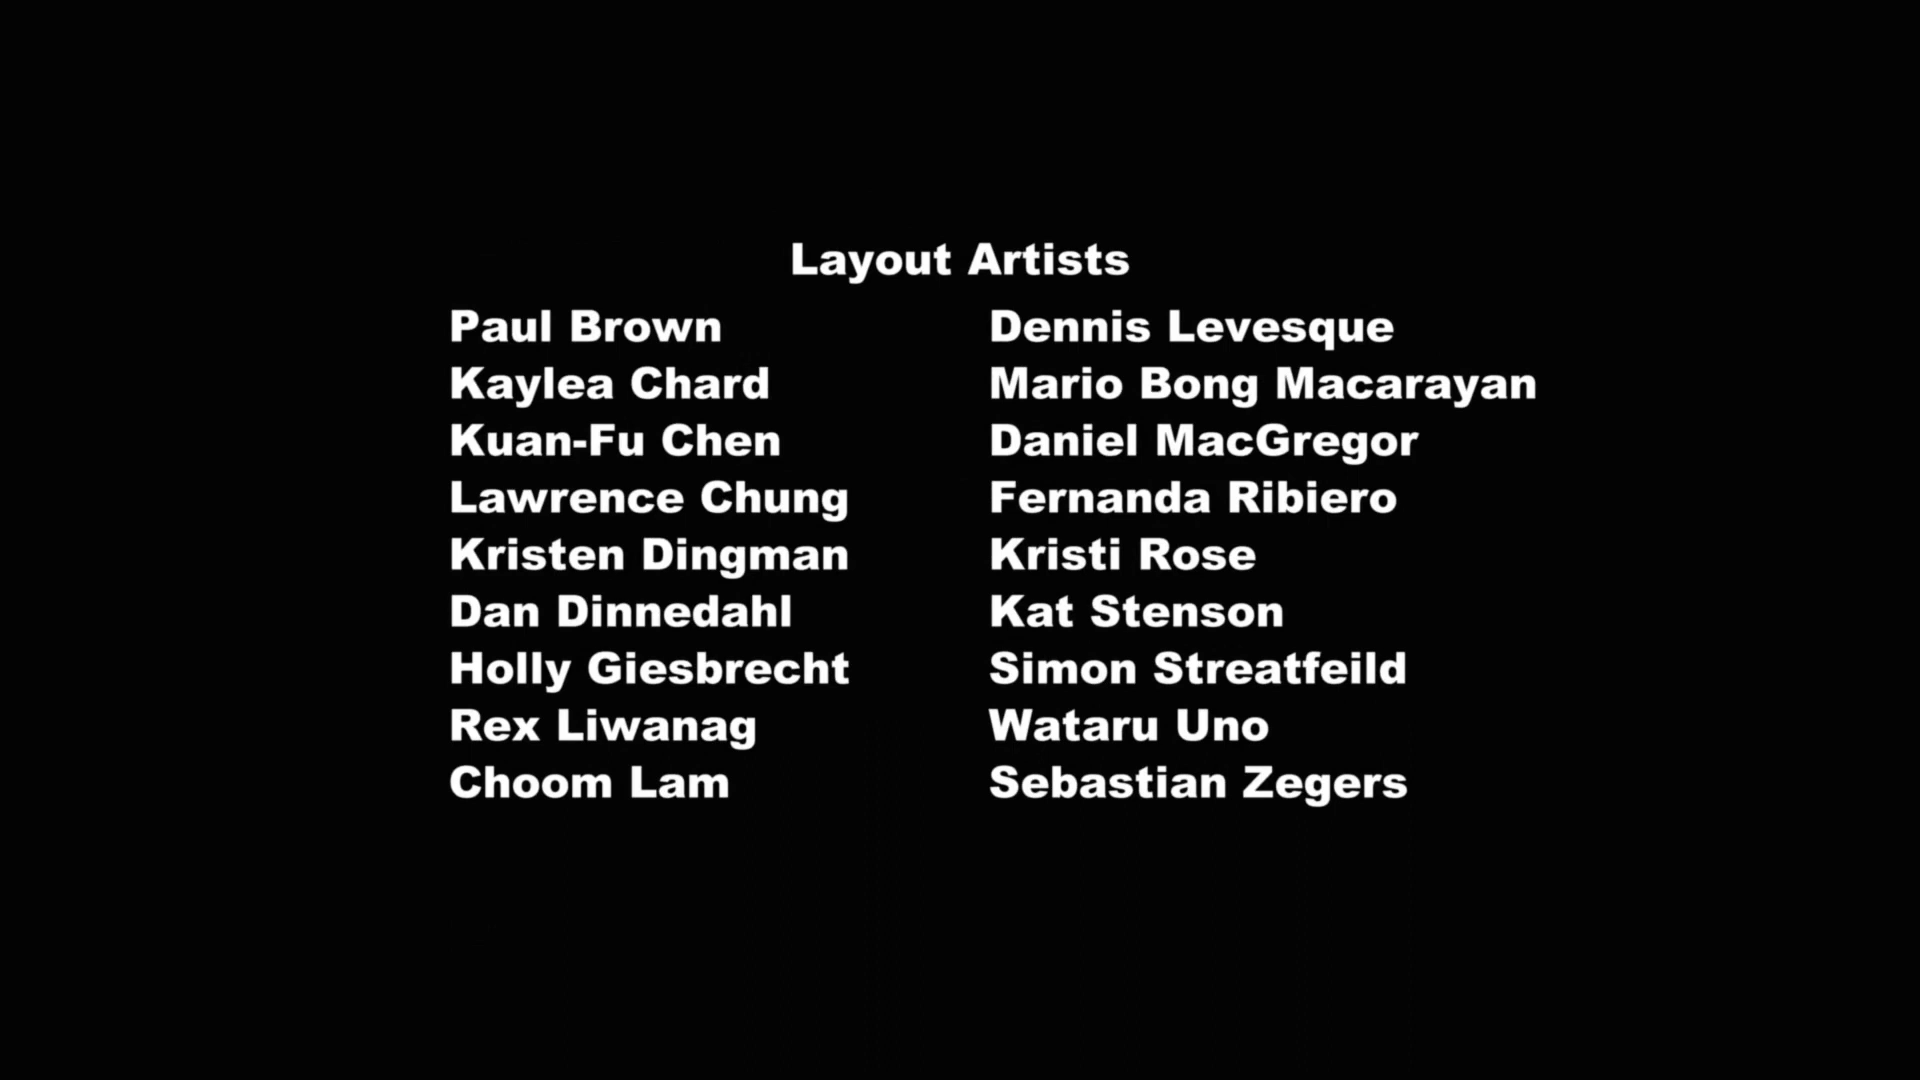 Layout Artists
Paul Brown
Kaylea Chard
Kuan-Fu Chen
Lawrence Chung
Kristen Dingman
Dan Dinnedahl
Holly Giesbrecht
Rex Liwanag
Choom Lam
Dennis Levesque
Mario Bong Macarayan
Daniel MacGregor
Fernanda Ribiero
Kristi Rose
Kat Stenson
Simon Streatfeild
Wataru Uno
Sebastian Zegers